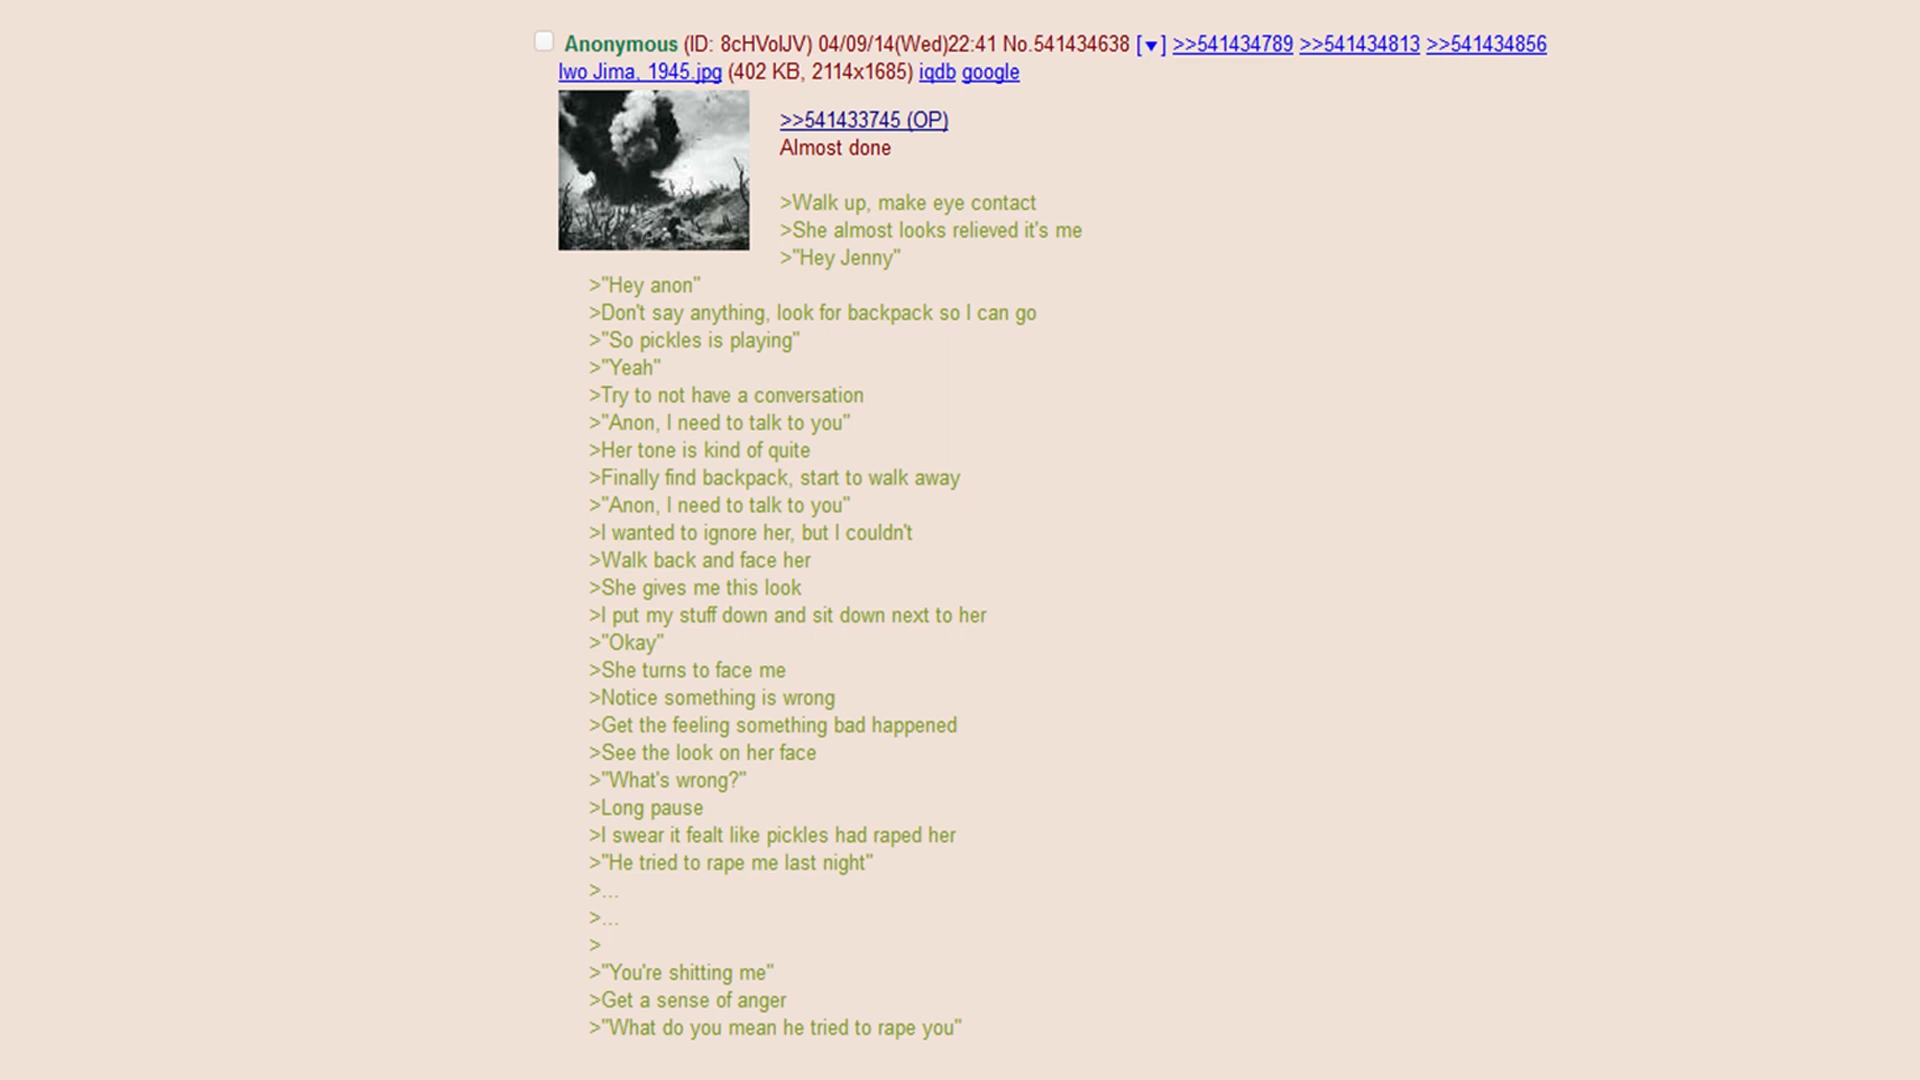 Anonymous (ID: 8cHVolJV) 04/09/14(Wed)22:41 No.541434638 [▼] >>541434789 >>541434813 >>541434856
Iwo Jima, 1945.jpg (402 KB, 2114x1685) iqdb google
>>541433745 (OP)
Almost done
>Walk up, make eye contact
>She almost looks relieved it's me
>"Hey Jenny"
>"Hey anon"
>Don't say anything, look for backpack so I can go
>"So pickles is playing"
>"Yeah"
>Try to not have a conversation
>"Anon, I need to talk to you"
>Her tone is kind of quite
>Finally find backpack, start to walk away
>"Anon, I need to talk to you"
>I wanted to ignore her, but I couldn't
>Walk back and face her
>She gives me this look
>I put my stuff down and sit down next to her
>"Okay"
>She turns to face me
>Notice something is wrong
>Get the feeling something bad happened
>See the look on her face
>"What's wrong?"
>Long pause
>I swear it fealt like pickles had raped her
>"He tried to rape me last night"
>...
>...
>
>"You're shitting me"
>Get a sense of anger
>"What do you mean he tried to rape you"